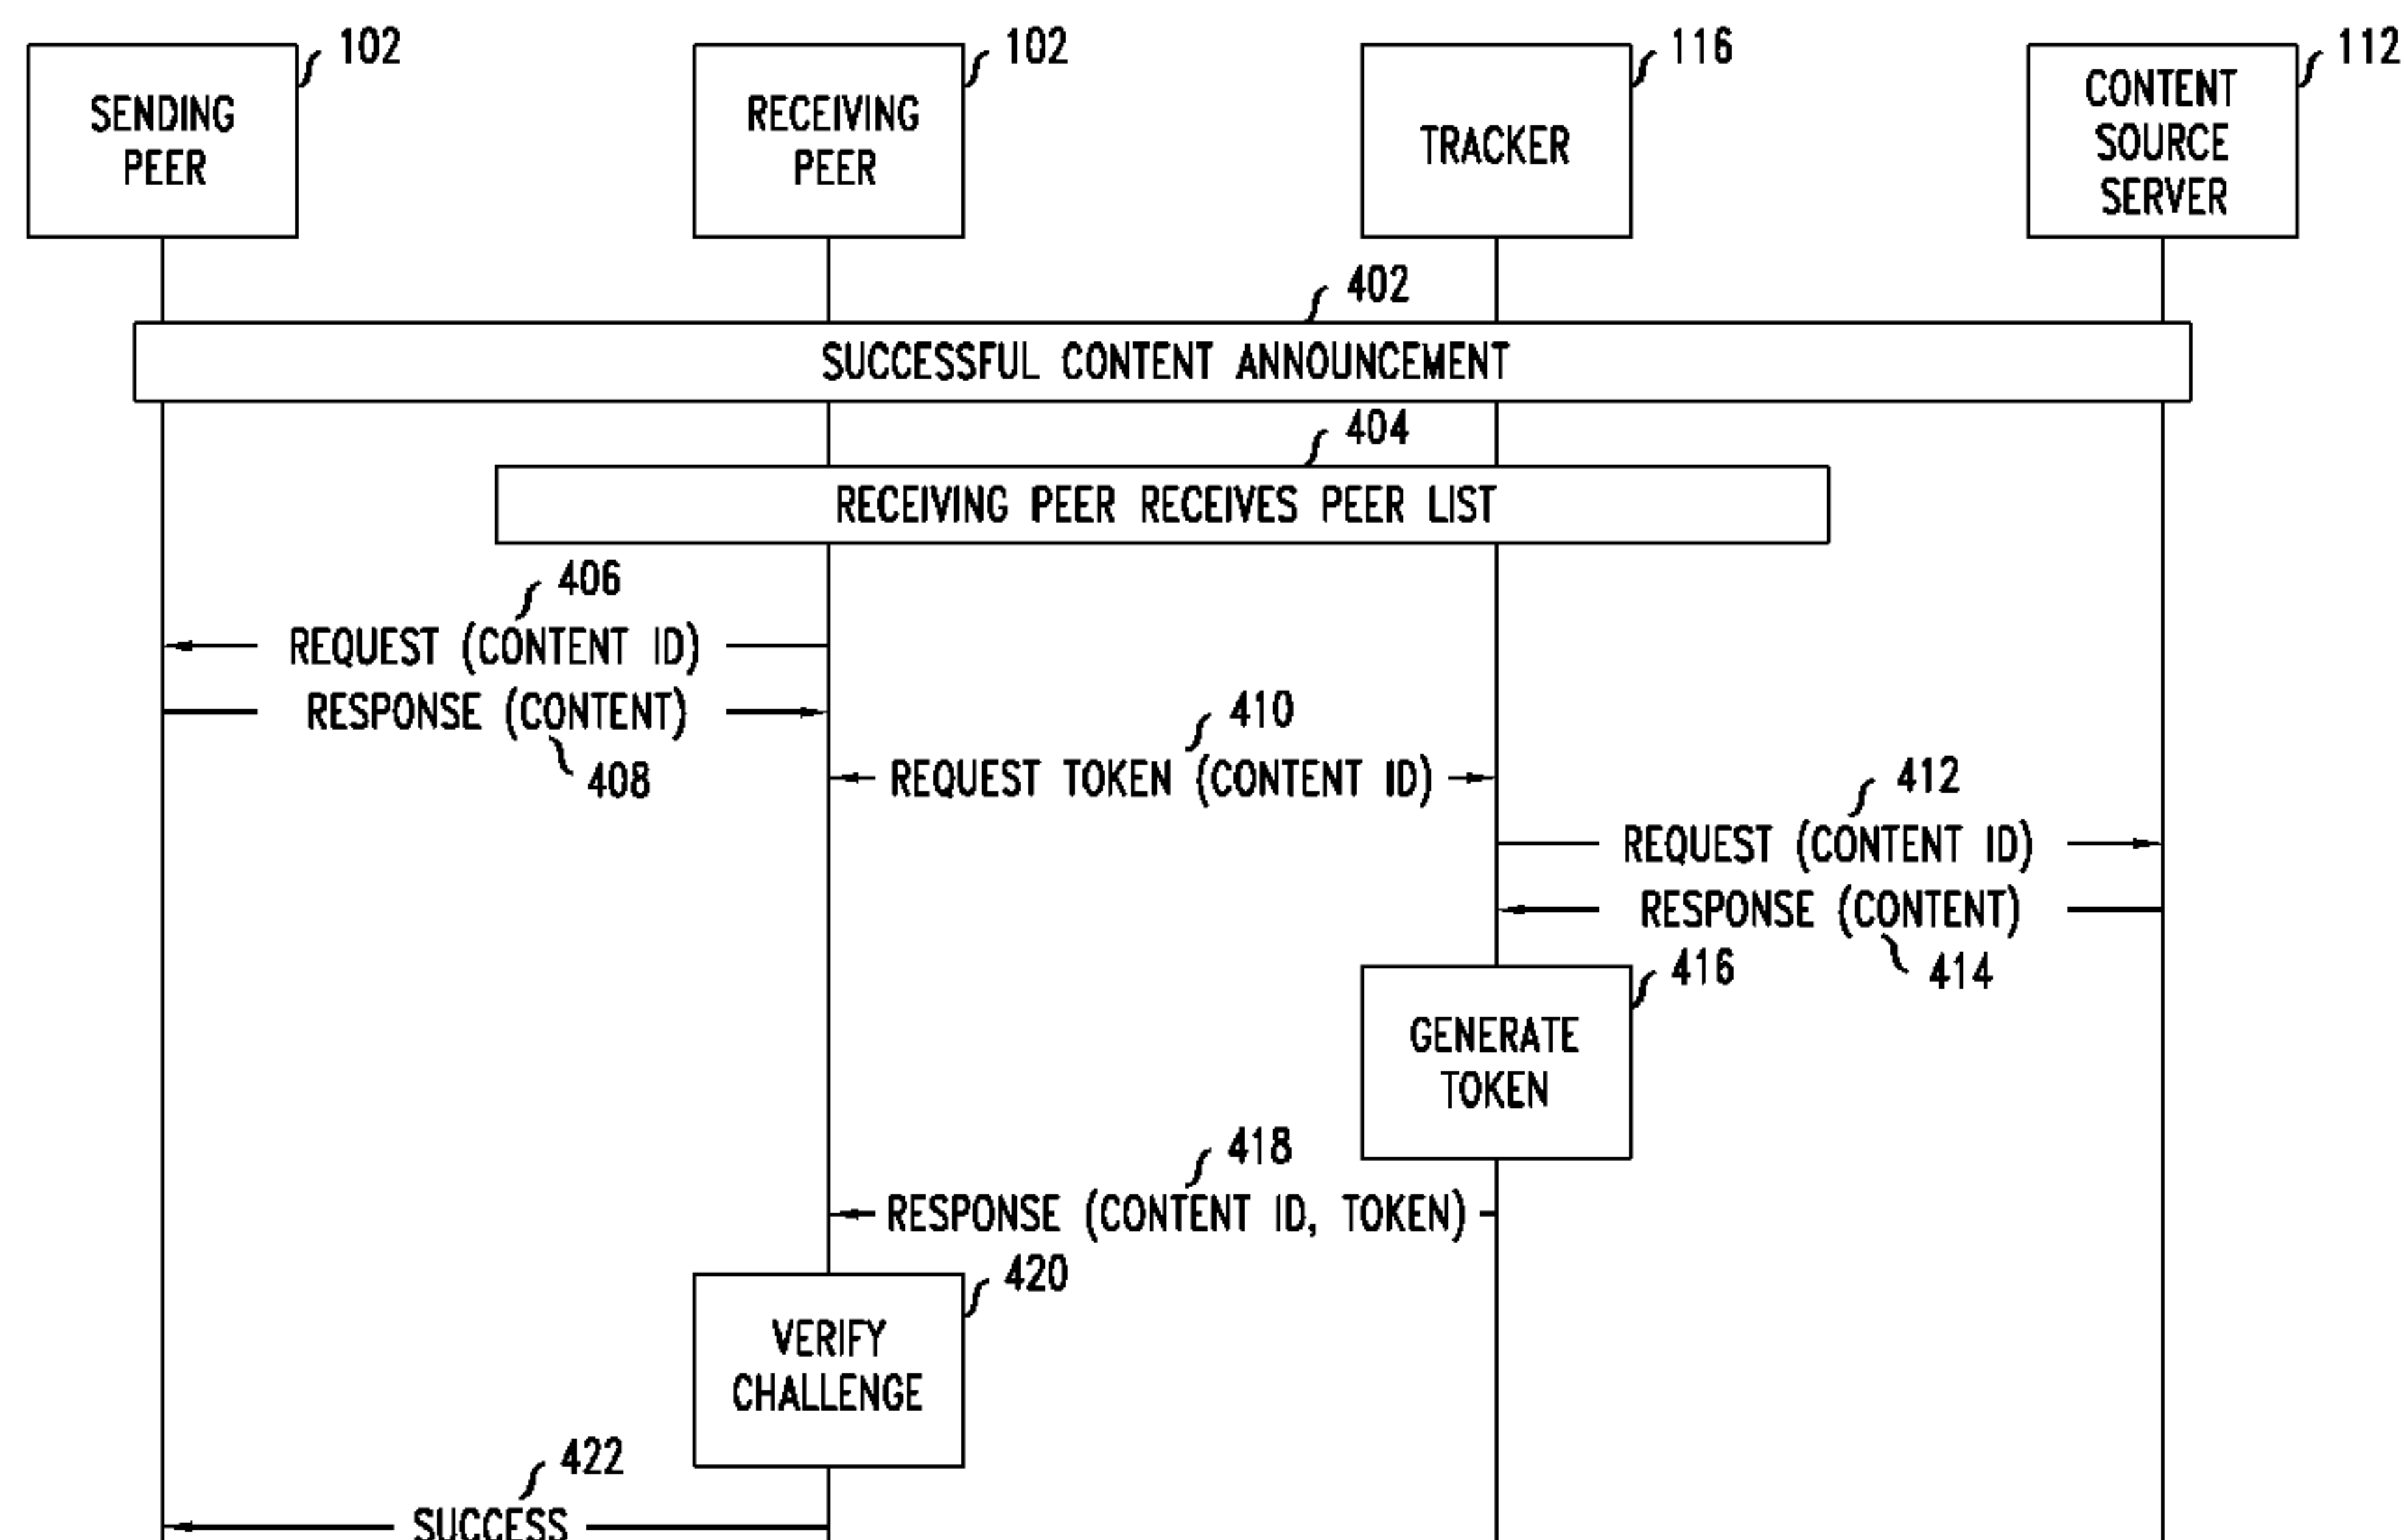 102
102
116
112
SENDING
PEER
RECEIVING
PEER
TRACKER
CONTENT
SOURCE
SERVER
402
SUCCESSFUL CONTENT ANNOUNCEMENT
404
RECEIVING PEER RECEIVES PEER LIST
406
REQUEST (CONTENT ID)
RESPONSE (CONTENT)
408
410
REQUEST TOKEN (CONTENT ID)
412
REQUEST (CONTENT ID)
RESPONSE (CONTENT)
414
416
GENERATE
TOKEN
418
RESPONSE (CONTENT ID, TOKEN)
420
VERIFY
CHALLENGE
422
SUCCESS